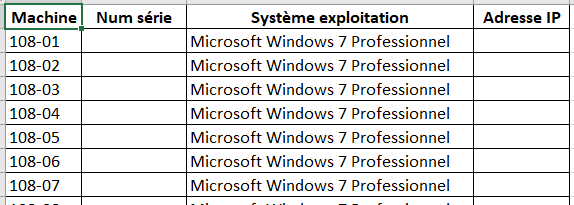 Machine Num série Système exploitation Adresse IP
108-01 Microsoft Windows 7 Professionnel
108-02 Microsoft Windows 7 Professionnel
108-03 Microsoft Windows 7 Professionnel
108-04 Microsoft Windows 7 Professionnel
108-05 Microsoft Windows 7 Professionnel
108-06 Microsoft Windows 7 Professionnel
108-07 Microsoft Windows 7 Professionnel